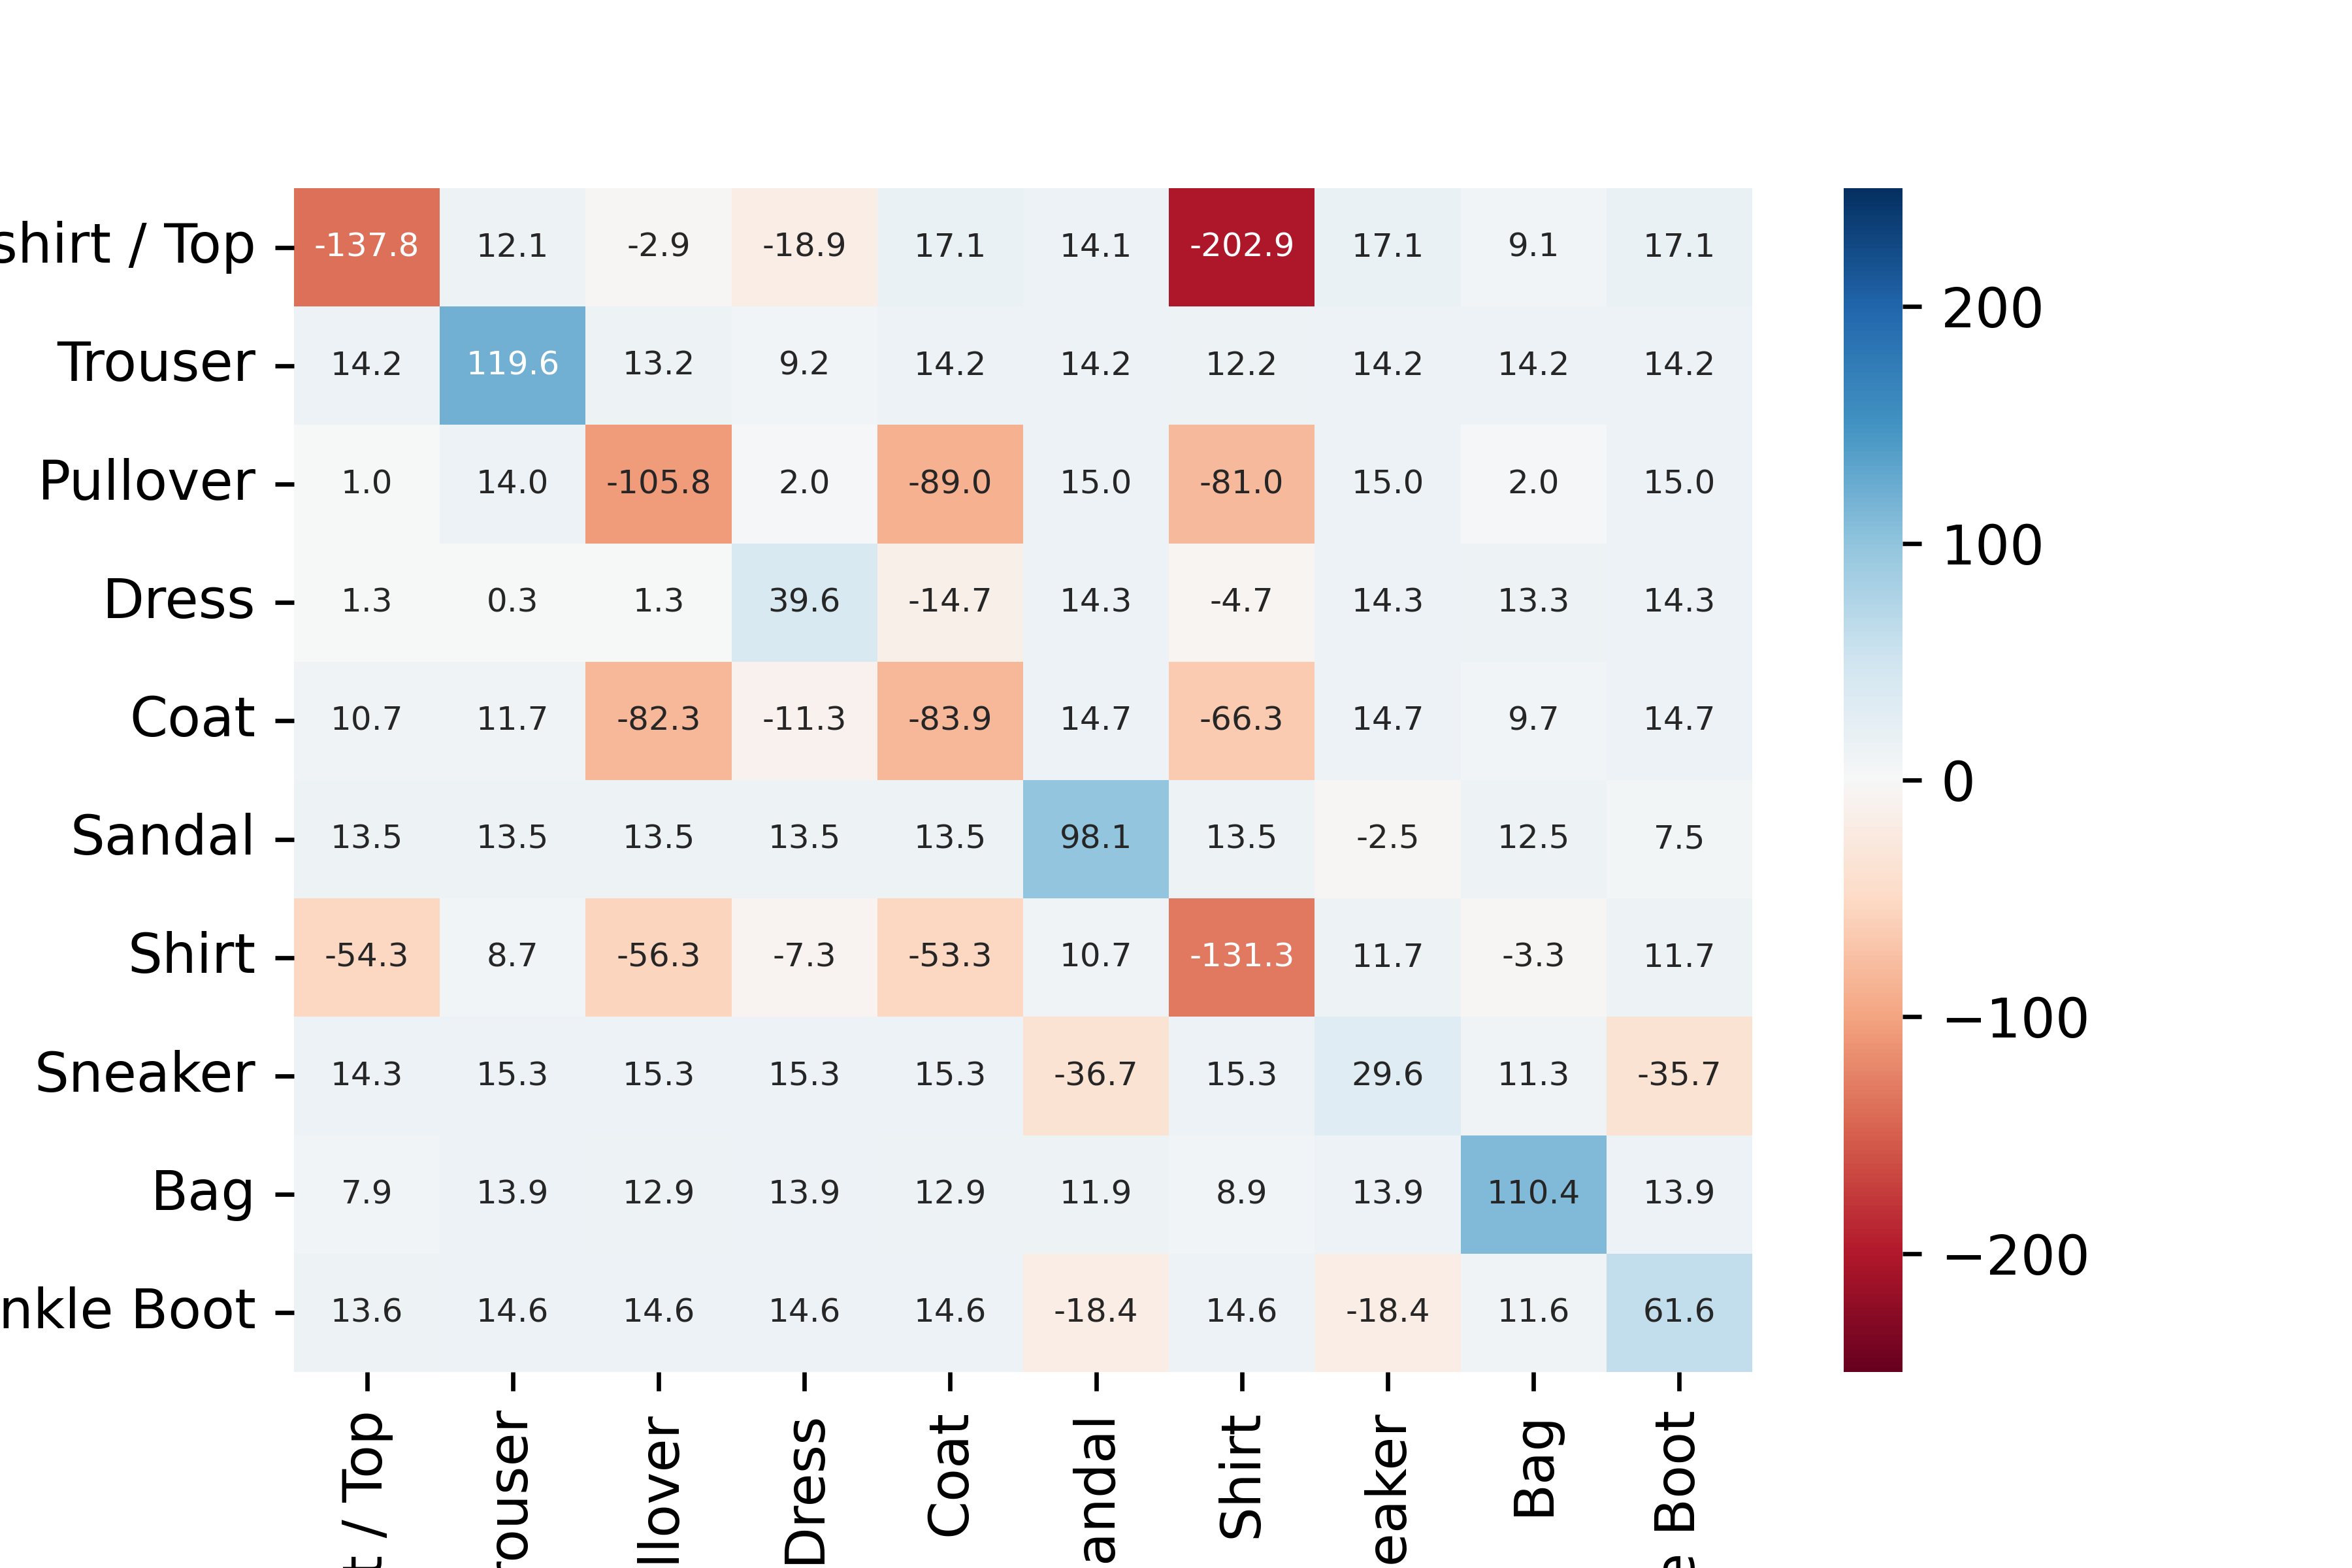 shirt / Top -137.8 12.1 -2.9 -18.9 17.1 14.1 -202.9 17.1 9.1 17.1
Trouser 14.2 119.6 13.2 9.2 14.2 14.2 12.2 14.2 14.2 14.2
Pullover 1.0 14.0 -105.8 2.0 -89.0 15.0 -81.0 15.0 2.0 15.0
Dress 1.3 0.3 1.3 39.6 -14.7 14.3 -4.7 14.3 13.3 14.3
Coat 10.7 11.7 -82.3 -11.3 -83.9 14.7 -66.3 14.7 9.7 14.7
Sandal 13.5 13.5 13.5 13.5 13.5 98.1 13.5 -2.5 12.5 7.5
Shirt -54.3 8.7 -56.3 -7.3 -53.3 10.7 -131.3 11.7 -3.3 11.7
Sneaker 14.3 15.3 15.3 15.3 15.3 -36.7 15.3 29.6 11.3 -35.7
Bag 7.9 13.9 12.9 13.9 12.9 11.9 8.9 13.9 110.4 13.9
nkle Boot 13.6 14.6 14.6 14.6 14.6 -18.4 14.6 -18.4 11.6 61.6
t / Top
rouser
llover
Dress
Coat
andal
Shirt
eaker
Bag
e Boot
200
100
0
−100
−200